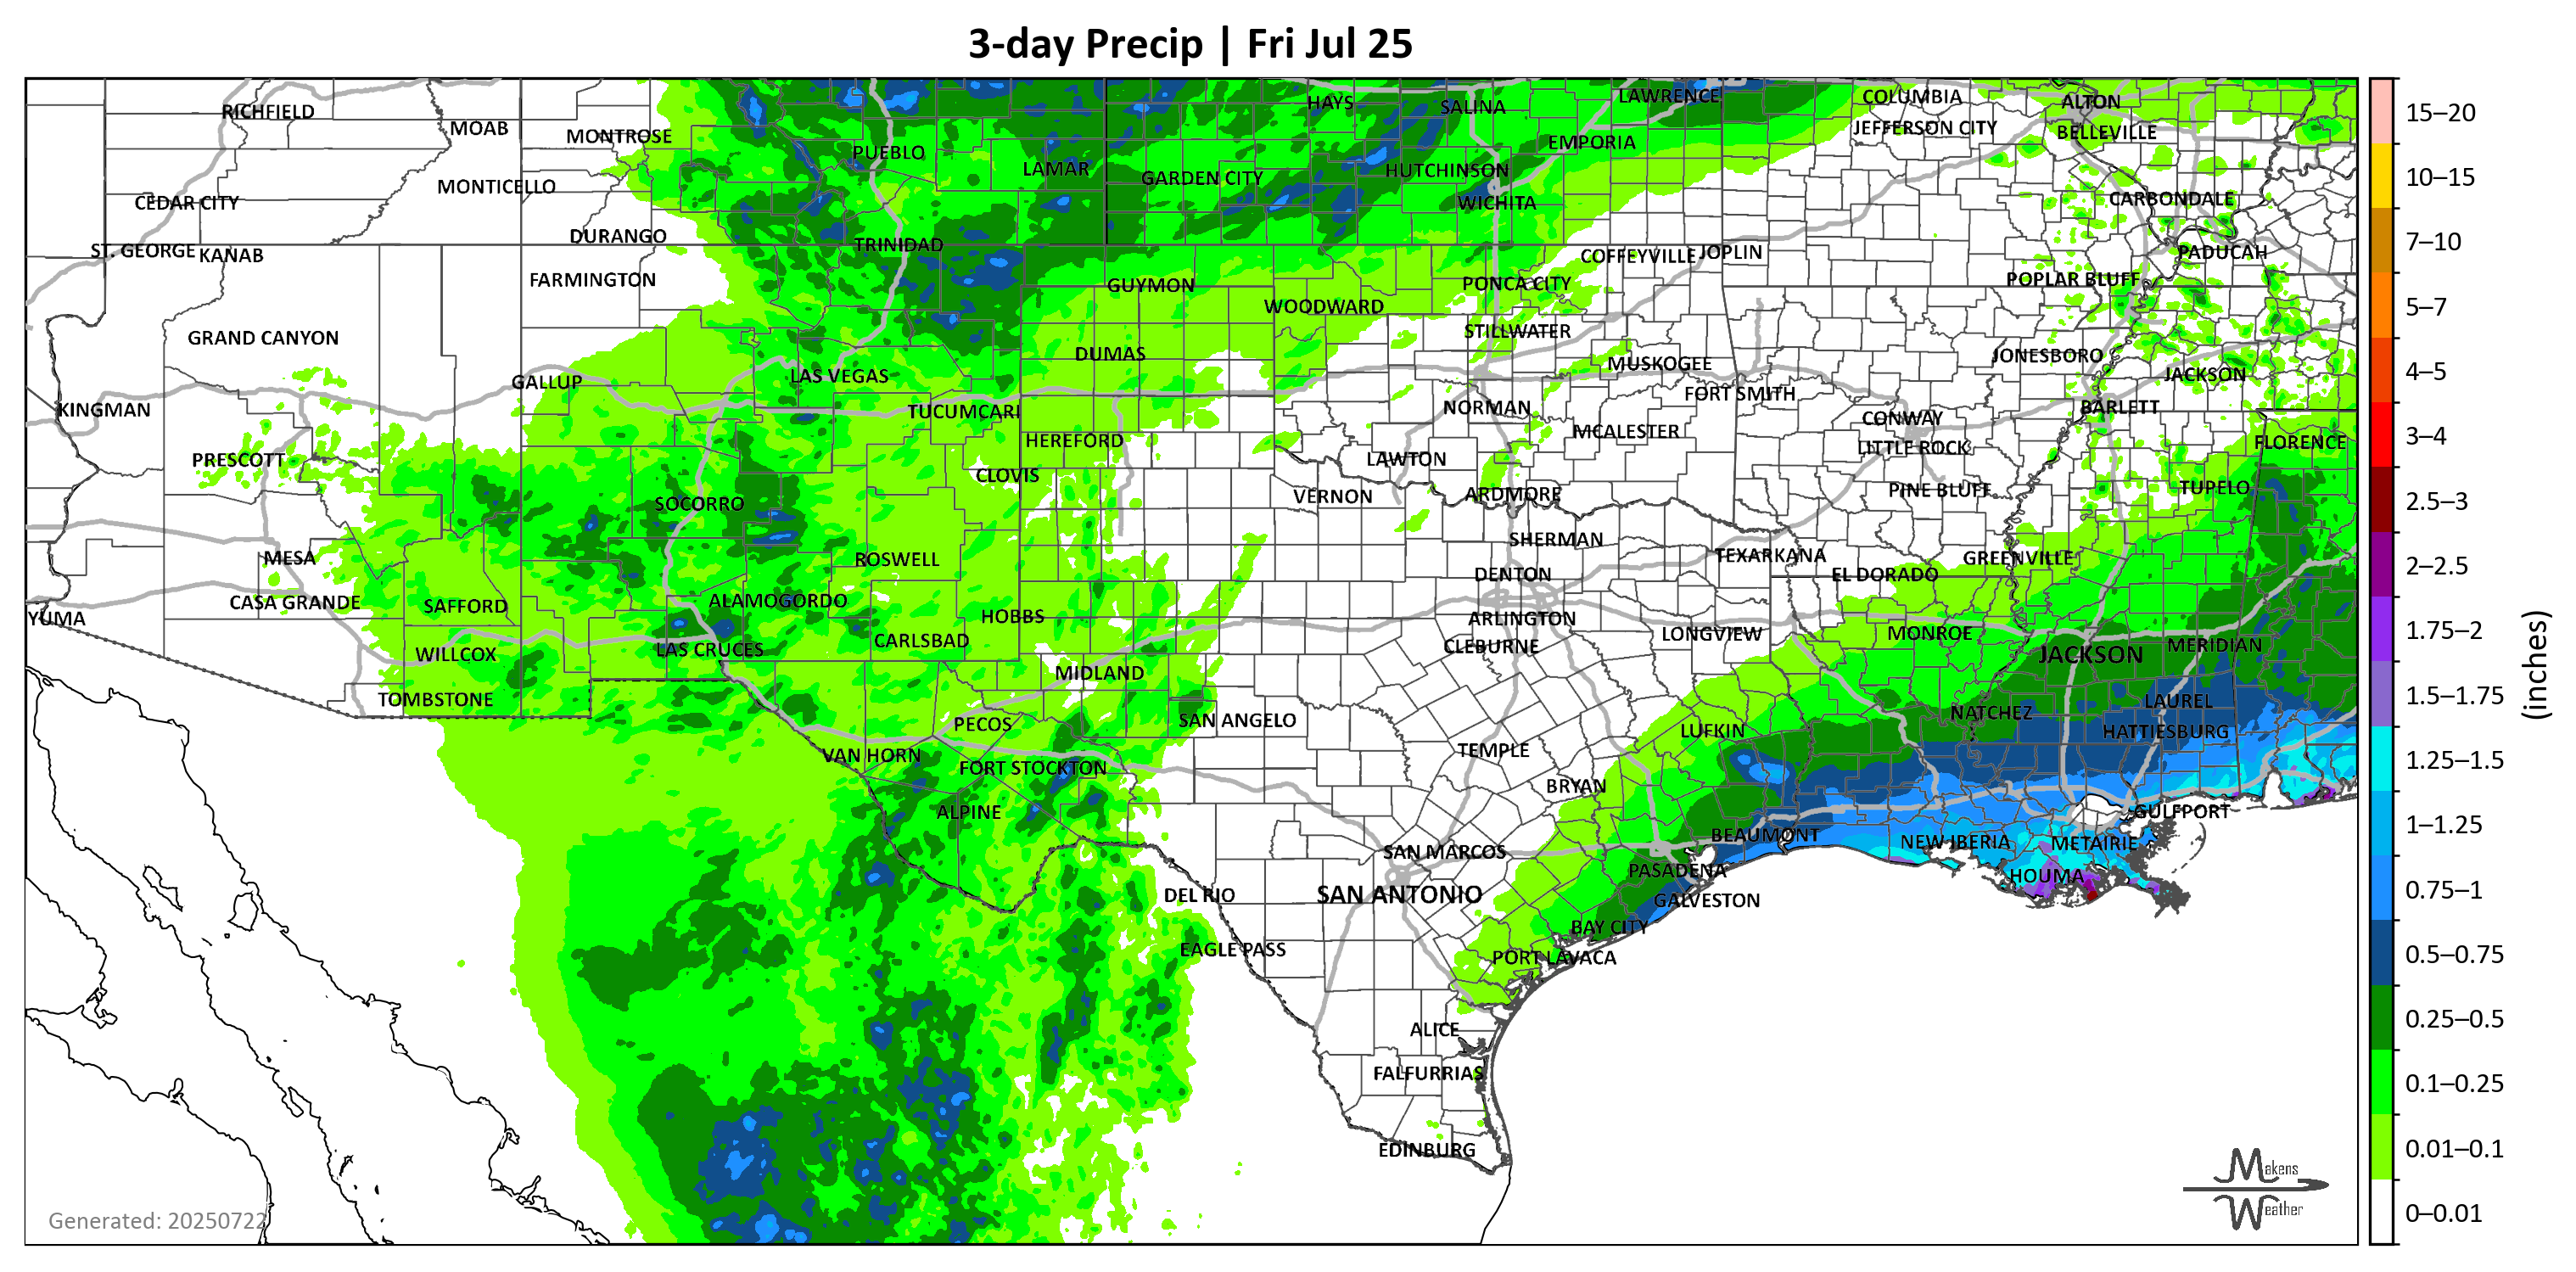 3-day Precip | Fri Jul 25
RICHFIELD
MOAB
MONTROSE
PUEBLO
LAMAR
HAYS
SALINA
LAWRENCE
COLUMBIA
ALTON
JEFFERSON CITY
BELLEVILLE
EMPORIA
GARDEN CITY
HUTCHINSON
MONTICELLO
CEDAR CITY
WICHITA
CARBONDALE
DURANGO
TRINIDAD
ST. GEORGE
KANAB
COFFEYVILLE
JOPLIN
PADUCAH
FARMINGTON
GUYMON
PONCA CITY
POPLAR BLUFF
WOODWARD
GRAND CANYON
STILLWATER
DUMAS
MUSKOGEE
JONESBORO
GALLUP
LAS VEGAS
JACKSON
FORT SMITH
KINGMAN
TUCUMCARI
NORMAN
CONWAY
BARLETT
HEREFORD
MCALESTER
LITTLE ROCK
FLORENCE
PRESCOTT
CLOVIS
LAWTON
SOCORRO
VERNON
ARDMORE
PINE BLUFF
TUPELO
MESA
ROSWELL
SHERMAN
TEXARKANA
GREENVILLE
DENTON
EL DORADO
CASA GRANDE
SAFFORD
ALAMOGORDO
YUMA
HOBBS
ARLINGTON
CARLSBAD
CLEBURNE
LONGVIEW
MONROE
MERIDIAN
WILLCOX
LAS CRUCES
JACKSON
MIDLAND
TOMBSTONE
LAUREL
PECOS
SAN ANGELO
NATCHEZ
LUFKIN
HATTIESBURG
VAN HORN
FORT STOCKTON
TEMPLE
BRYAN
ALPINE
GULFPORT
BEAUMONT
NEW IBERIA
METAIRIE
SAN MARCOS
PASADENA
HOUMA
DEL RIO
SAN ANTONIO
GALVESTON
BAY CITY
EAGLE PASS
PORT LAVACA
ALICE
FALFURRIAS
EDINBURG
Generated: 20250722
Makens
Weather
15–20
10–15
7–10
5–7
4–5
3–4
2.5–3
2–2.5
1.75–2
1.5–1.75
1.25–1.5
1–1.25
0.75–1
0.5–0.75
0.25–0.5
0.1–0.25
0.01–0.1
0–0.01
(inches)